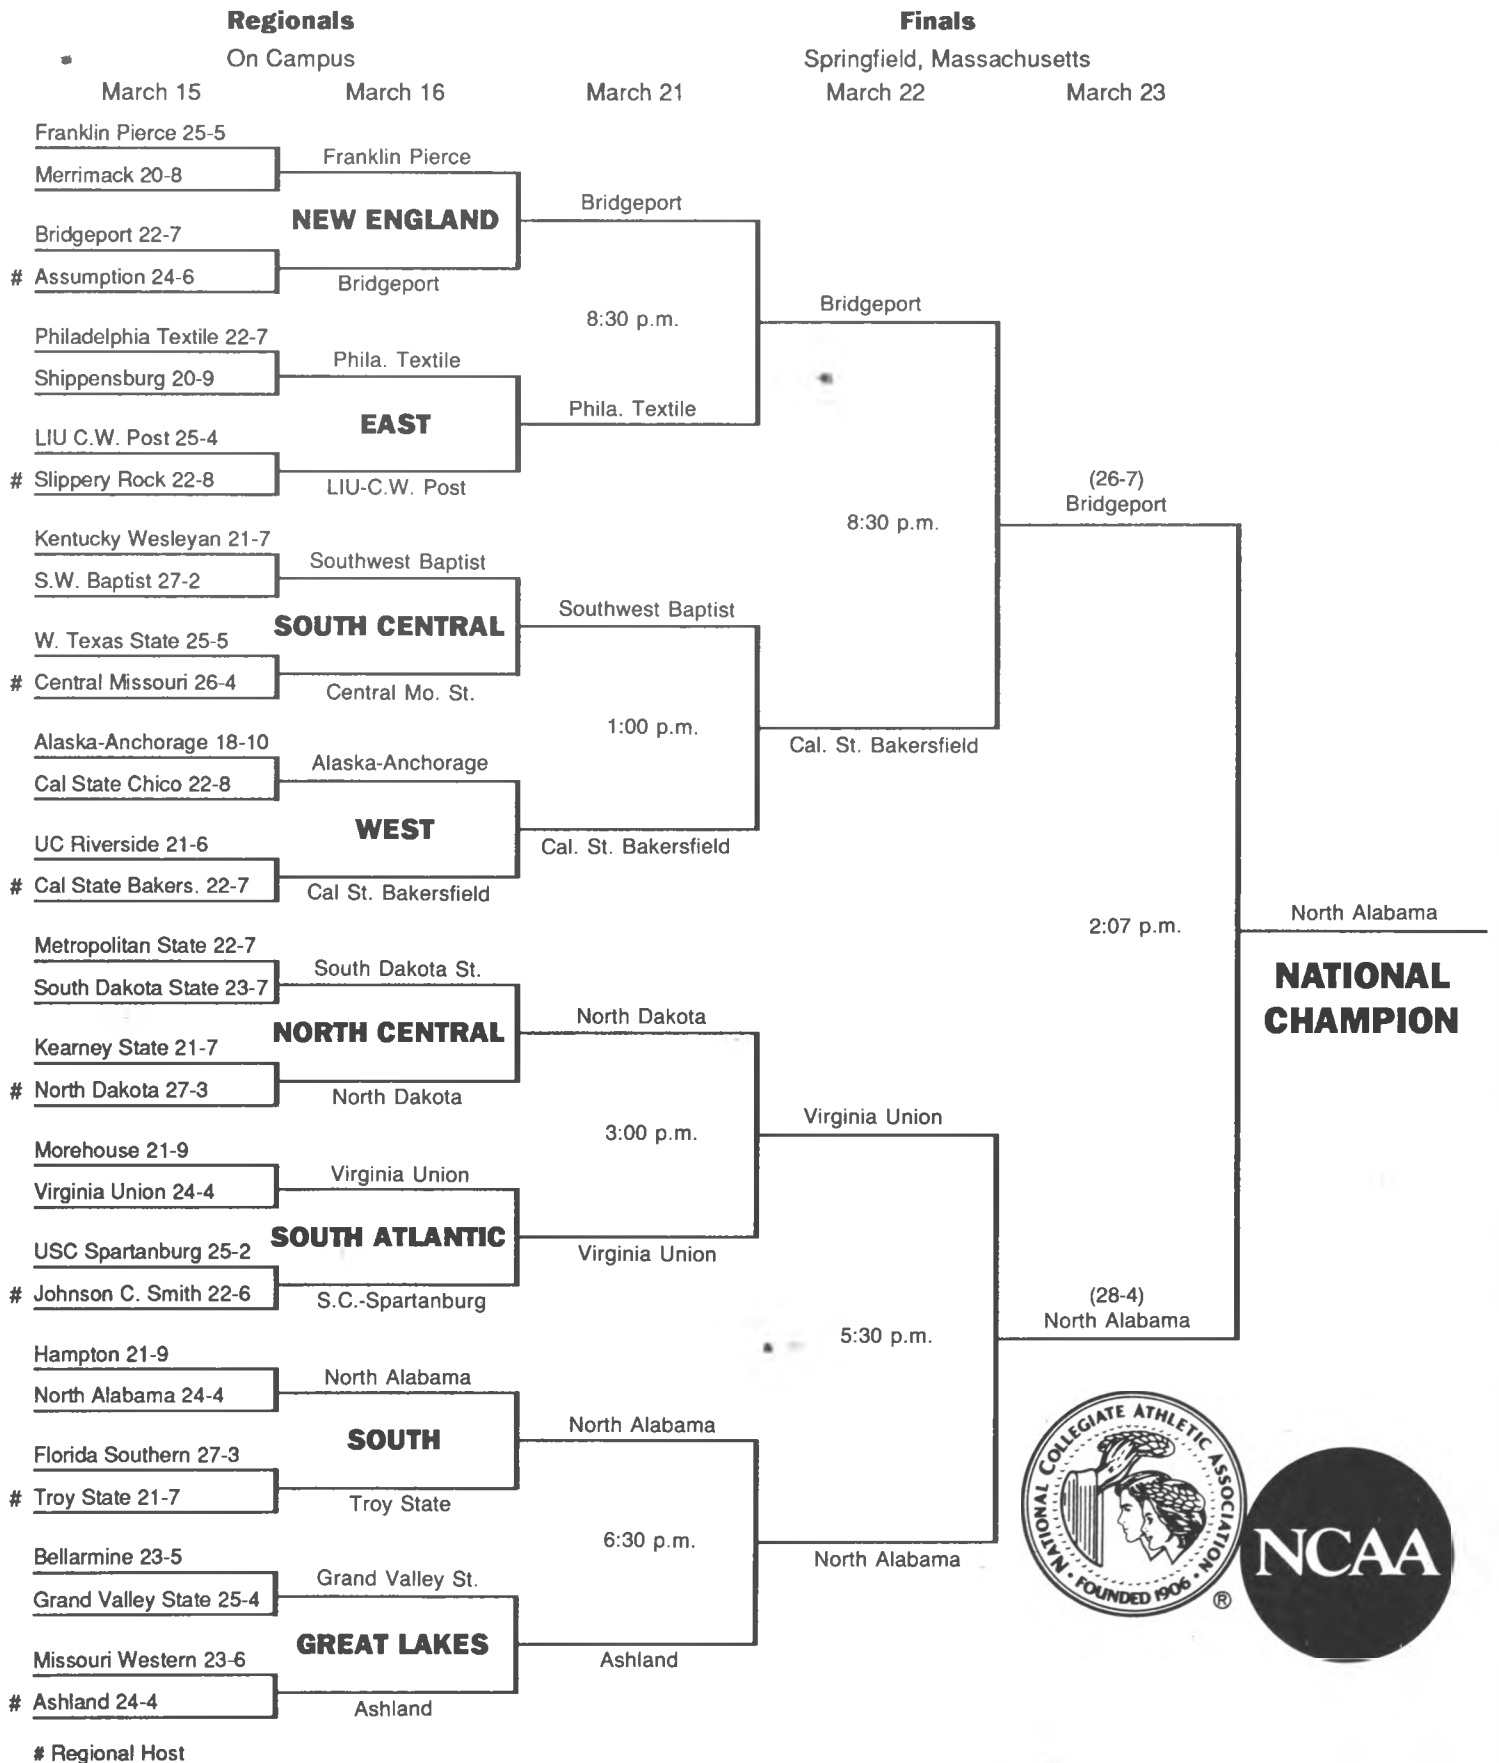 Regionals
Finals
On Campus
Springfield, Massachusetts
March 15
March 16
March 21
March 22
March 23
Franklin Pierce 25-5
Merrimack 20-8
Bridgeport 22-7
# Assumption 24-6
Franklin Pierce
NEW ENGLAND
Bridgeport
Philadelphia Textile 22-7
Shippensburg 20-9
LIU C.W. Post 25-4
# Slippery Rock 22-8
Phila. Textile
EAST
LIU-C.W. Post
Bridgeport
8:30 p.m.
Phila. Textile
Kentucky Wesleyan 21-7
S.W. Baptist 27-2
W. Texas State 25-5
# Central Missouri 26-4
Southwest Baptist
SOUTH CENTRAL
Central Mo. St.
Alaska-Anchorage 18-10
Cal State Chico 22-8
UC Riverside 21-6
# Cal State Bakers. 22-7
Alaska-Anchorage
WEST
Cal St. Bakersfield
Southwest Baptist
1:00 p.m.
Cal. St. Bakersfield
Bridgeport
8:30 p.m.
Cal. St. Bakersfield
Metropolitan State 22-7
South Dakota State 23-7
Kearney State 21-7
# North Dakota 27-3
South Dakota St.
NORTH CENTRAL
North Dakota
Morehouse 21-9
Virginia Union 24-4
USC Spartanburg 25-2
# Johnson C. Smith 22-6
Virginia Union
SOUTH ATLANTIC
S.C.-Spartanburg
North Dakota
3:00 p.m.
Virginia Union
Hampton 21-9
North Alabama 24-4
Florida Southern 27-3
# Troy State 21-7
North Alabama
SOUTH
Troy State
Bellarmine 23-5
Grand Valley State 25-4
Missouri Western 23-6
# Ashland 24-4
Grand Valley St.
GREAT LAKES
Ashland
North Alabama
6:30 p.m.
Ashland
Virginia Union
5:30 p.m.
North Alabama
(26-7)
Bridgeport
2:07 p.m.
(28-4)
North Alabama
North Alabama
NATIONAL
CHAMPION
NATIONAL COLLEGIATE ATHLETIC ASSOCIATION
• FOUNDED 1906 •
®
NCAA
# Regional Host